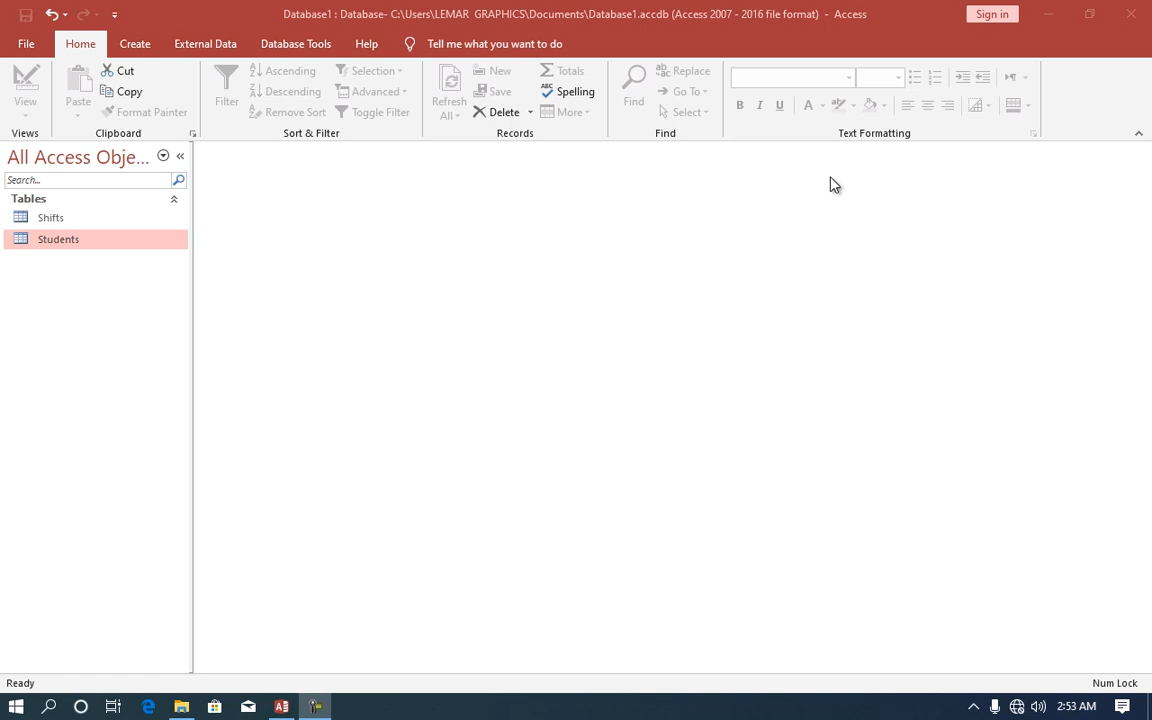 Database1 : Database- C:\Users\LEMAR  GRAPHICS\Documents\Database1.accdb (Access 2007 - 2016 file format)  -  Access
Sign in
File Home Create External Data Database Tools Help Tell me what you want to do
View
Views
Paste
Cut
Copy
Format Painter
Clipboard
Filter
Ascending
Descending
Remove Sort
Selection
Advanced
Toggle Filter
Sort & Filter
Refresh
All
New
Save
Delete
Totals
Spelling
More
Records
Find
Replace
Go To
Select
Find
B I U A
Text Formatting
All Access Obje...
Search...
Tables
Shifts
Students
Ready
Num Lock
2:53 AM